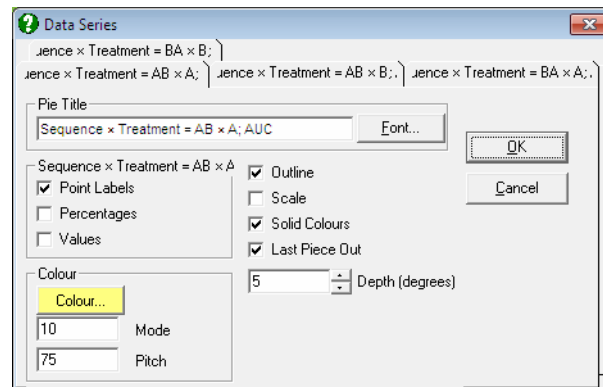 Data Series
uence × Treatment = BA × B;
uence × Treatment = AB × A;
uence × Treatment = AB × B;.
uence × Treatment = BA × A;.
Pie Title
Sequence × Treatment = AB × A; AUC
Font...
OK
Cancel
Sequence × Treatment = AB × A
Point Labels
Percentages
Values
Outline
Scale
Solid Colours
Last Piece Out
5 Depth (degrees)
Colour
Colour...
10 Mode
75 Pitch